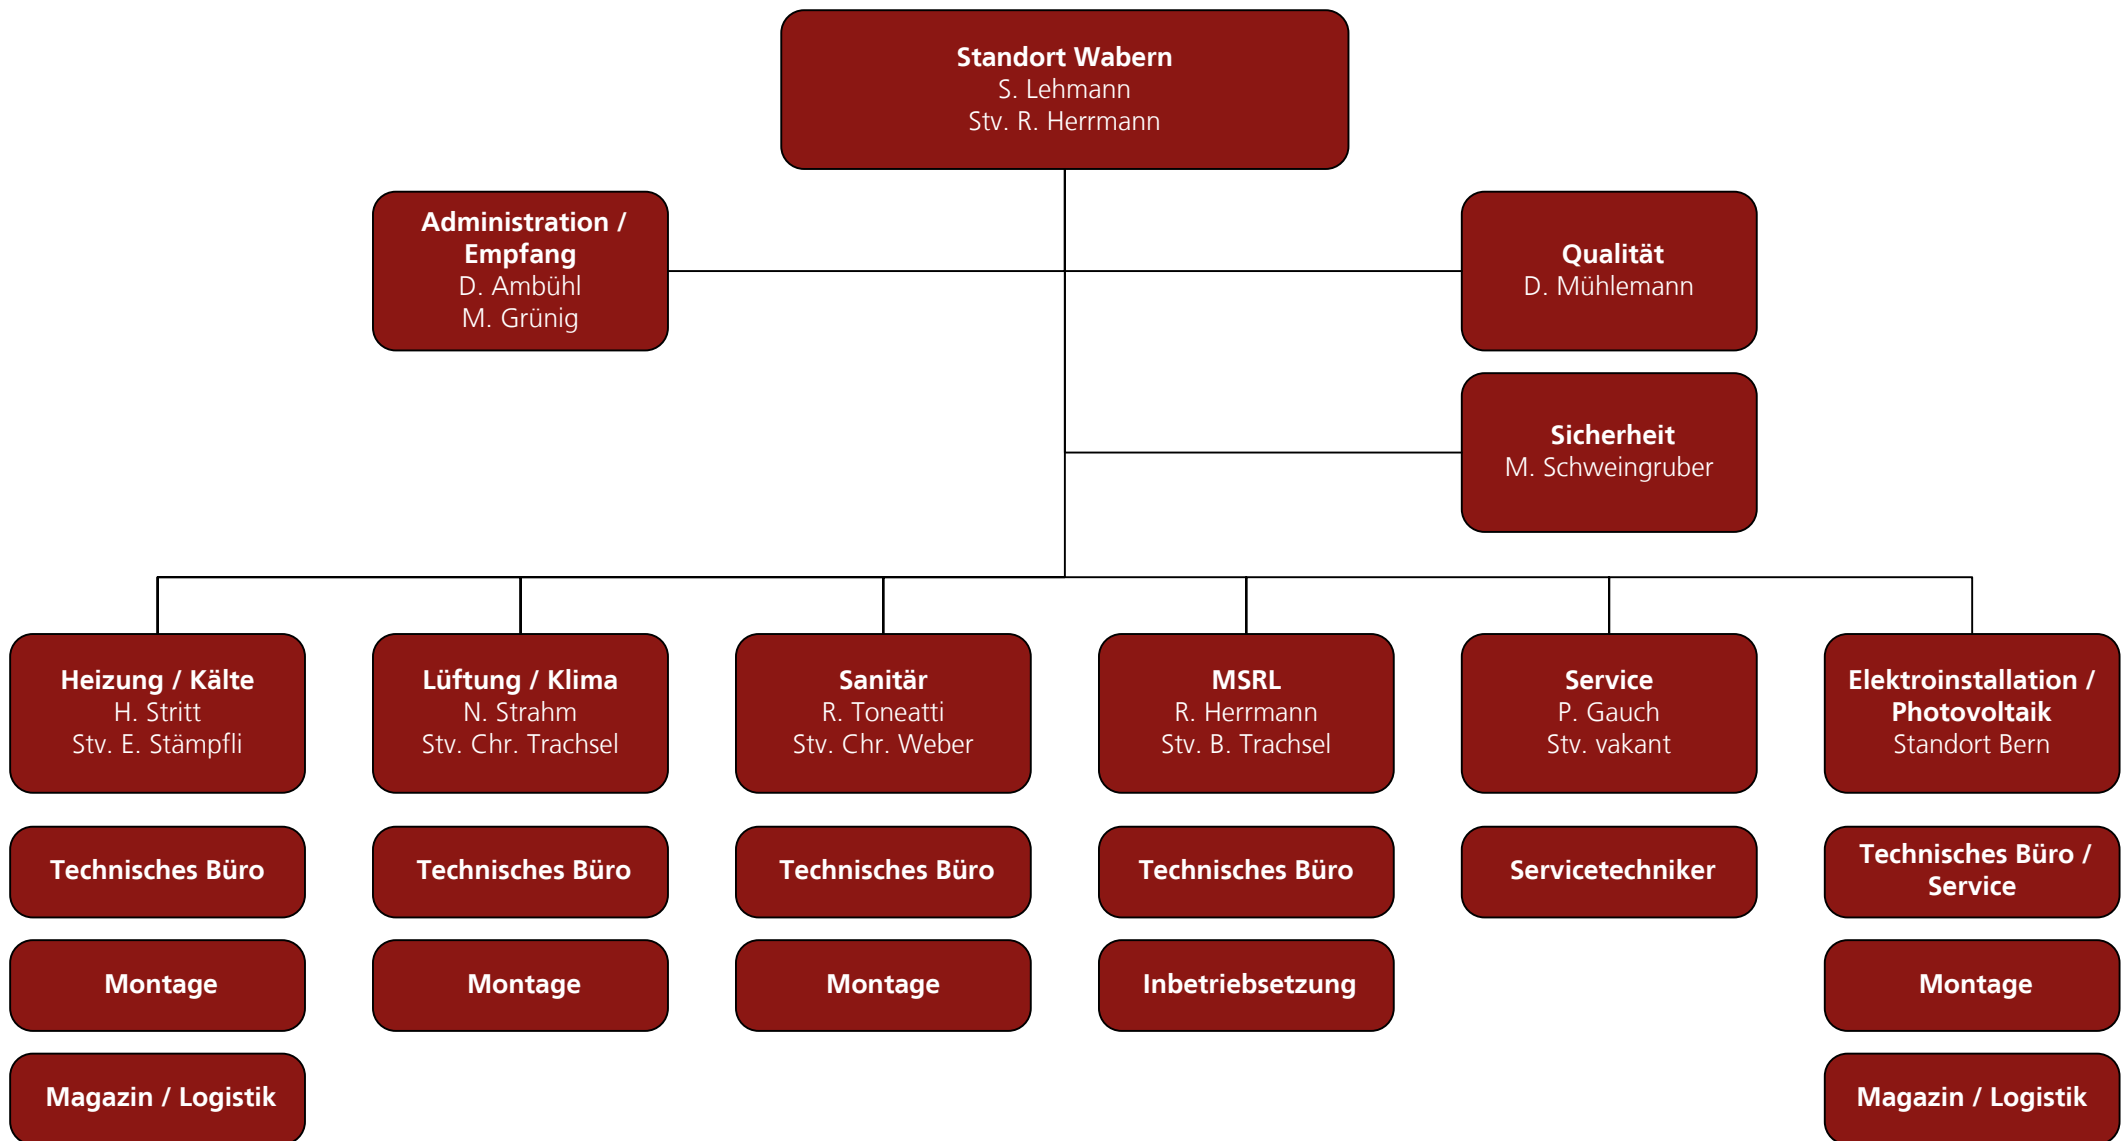 Standort Wabern
S. Lehmann
Stv. R. Herrmann
Administration /
Empfang
D. Ambühl
M. Grünig
Qualität
D. Mühlemann
Sicherheit
M. Schweingruber
Heizung / Kälte
H. Stritt
Stv. E. Stämpfli
Lüftung / Klima
N. Strahm
Stv. Chr. Trachsel
Sanitär
R. Toneatti
Stv. Chr. Weber
MSRL
R. Herrmann
Stv. B. Trachsel
Service
P. Gauch
Stv. vakant
Elektroinstallation /
Photovoltaik
Standort Bern
Technisches Büro
Technisches Büro
Technisches Büro
Technisches Büro
Servicetechniker
Technisches Büro /
Service
Montage
Montage
Montage
Inbetriebsetzung
Montage
Magazin / Logistik
Magazin / Logistik